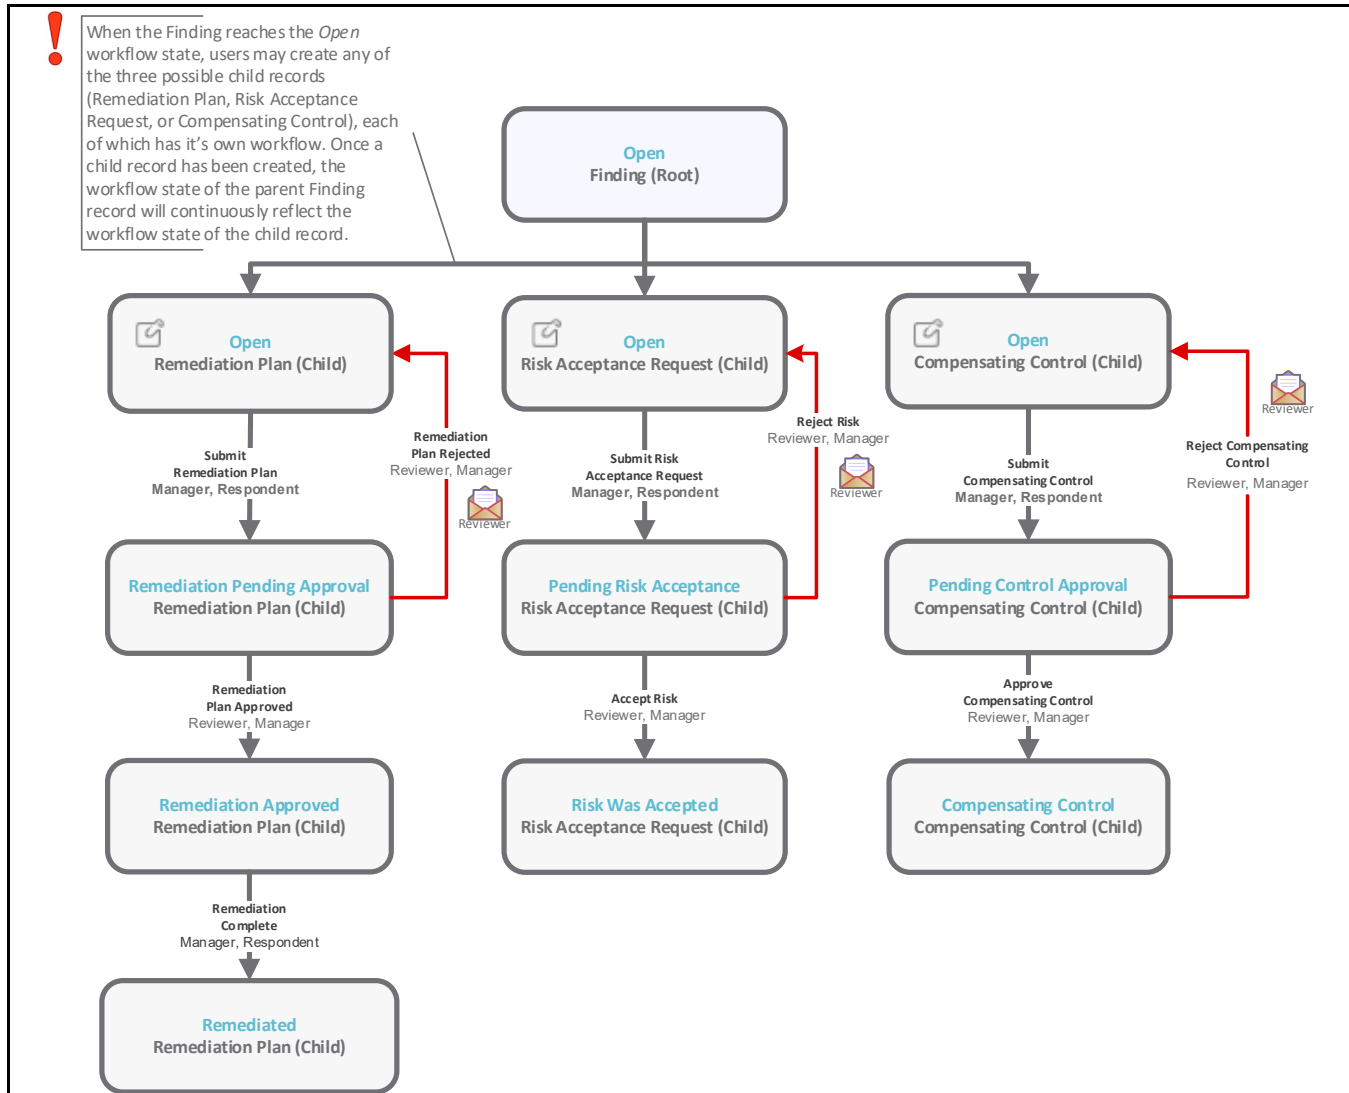 When the Finding reaches the Open
workflow state, users may create any of
the three possible child records
(Remediation Plan, Risk Acceptance
Request, or Compensating Control), each
of which has it's own workflow. Once a
child record has been created, the
workflow state of the parent Finding
record will continuously reflect the
workflow state of the child record.
Open
Finding (Root)
Open
Remediation Plan (Child)
Open
Risk Acceptance Request (Child)
Open
Compensating Control (Child)
Submit
Remediation Plan
Manager, Respondent
Remediation
Plan Rejected
Reviewer, Manager
Reviewer
Submit Risk
Acceptance Request
Manager, Respondent
Reject Risk
Reviewer, Manager
Reviewer
Submit
Compensating Control
Manager, Respondent
Reviewer
Reject Compensating
Control
Reviewer, Manager
Remediation Pending Approval
Remediation Plan (Child)
Pending Risk Acceptance
Risk Acceptance Request (Child)
Pending Control Approval
Compensating Control (Child)
Remediation
Plan Approved
Reviewer, Manager
Accept Risk
Reviewer, Manager
Approve
Compensating Control
Reviewer, Manager
Remediation Approved
Remediation Plan (Child)
Risk Was Accepted
Risk Acceptance Request (Child)
Compensating Control
Compensating Control (Child)
Remediation
Complete
Manager, Respondent
Remediated
Remediation Plan (Child)